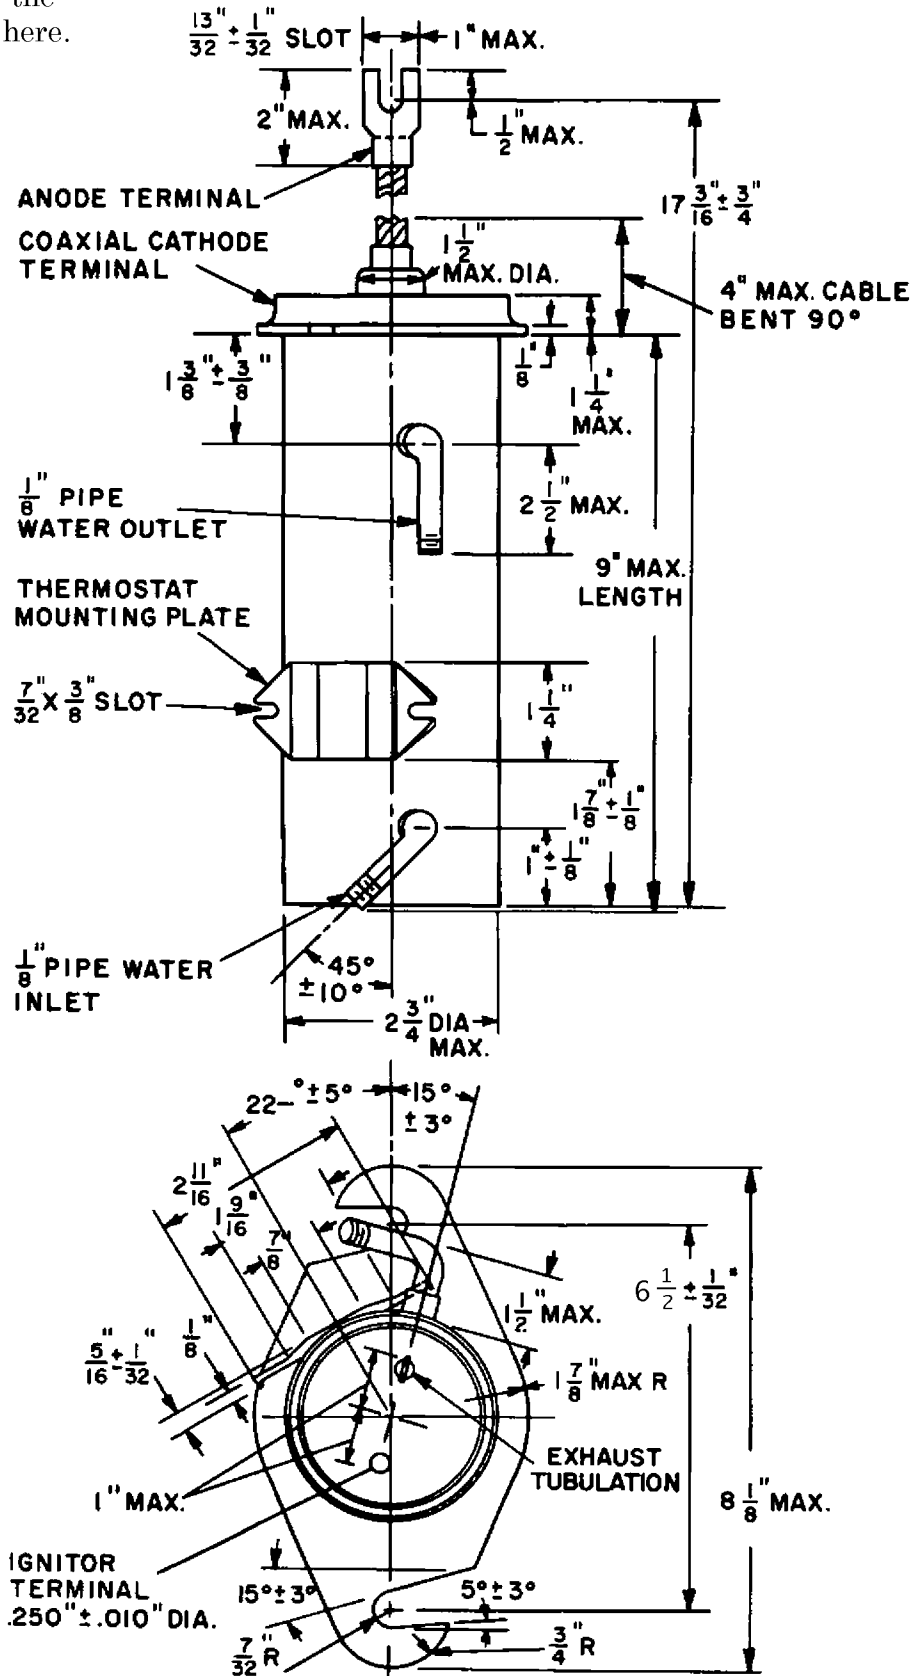 the
here.
13/32" ± 1/32" SLOT
1" MAX.
2" MAX.
1/2" MAX.
ANODE TERMINAL
17 3/16" ± 3/4"
COAXIAL CATHODE
TERMINAL
1 1/2"
MAX. DIA.
4" MAX. CABLE
BENT 90°
1 3/8" ± 3/8"
1/8"
1 1/4"
MAX.
1/8" PIPE
WATER OUTLET
2 1/2" MAX.
9" MAX.
LENGTH
THERMOSTAT
MOUNTING PLATE
7/32" X 3/8" SLOT
1 1/4"
1 7/8" ± 1/8"
1" ± 1/8"
1/8" PIPE WATER
INLET
45°
±10°
2 3/4" DIA
MAX.
22-° ±5°
15°
±3°
2 11/16"
1 9/16"
7/8"
6 1/2 ± 1/32"
1 1/2" MAX.
1/8"
5/16" ± 1/32"
1 7/8" MAX R
EXHAUST
TUBULATION
1" MAX.
8 1/8" MAX.
IGNITOR
TERMINAL
.250" ± .010" DIA.
15° ± 3°
5° ± 3°
7/32" R
3/4" R